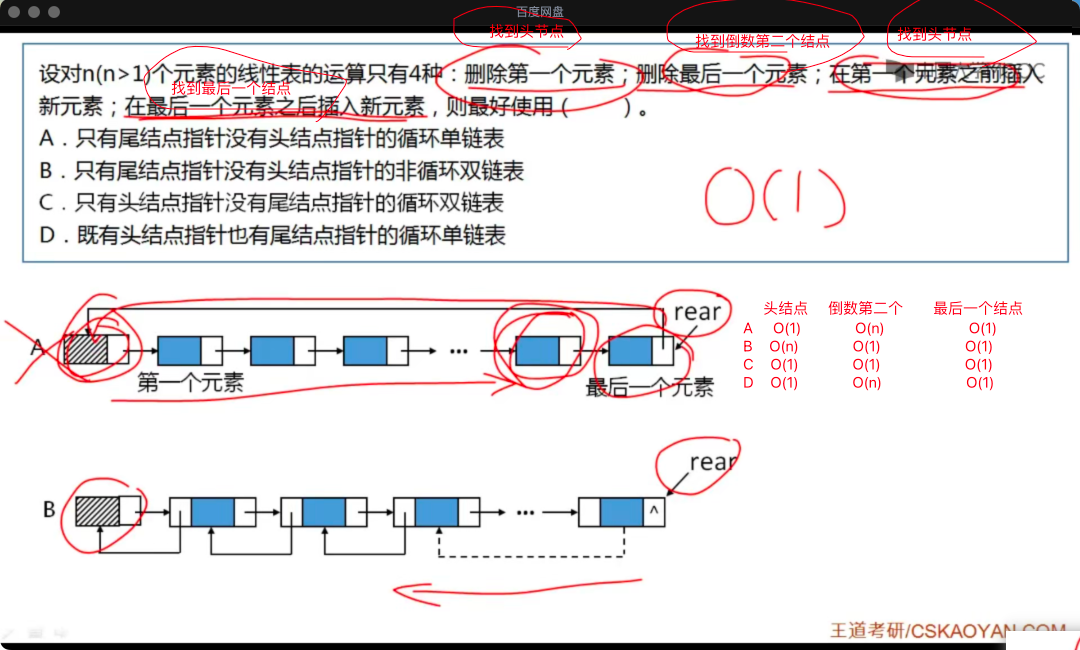 百度网盘
找到头节点
找到倒数第二个结点
找到头节点
设对n(n>1)个元素的线性表的运算只有4种：删除第一个元素；删除最后一个元素；在第一个元素之前插入
找到最后一个结点
新元素；在最后一个元素之后插入新元素，则最好使用（ ）。
A．只有尾结点指针没有头结点指针的循环单链表
B．只有尾结点指针没有头结点指针的非循环双链表
C．只有头结点指针没有尾结点指针的循环双链表
D．既有头结点指针也有尾结点指针的循环单链表
O(1)
rear
A
...
第一个元素
最后一个元素
头结点 倒数第二个 最后一个结点
A O(1) O(n) O(1)
B O(n) O(1) O(1)
C O(1) O(1) O(1)
D O(1) O(n) O(1)
rear
B
...
^
王道考研/CSKAOYAN.COM